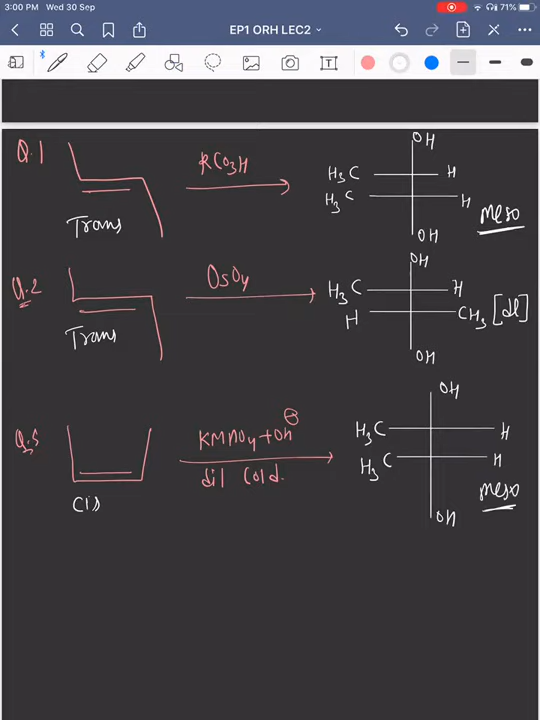 3:00 PM Wed 30 Sep 71%
EP1 ORH LEC2
T
Q.1 RCO3H OH
H3C H
H3C H
Trans OH meso
Q.2 OsO4 OH
H3C H
H CH3 [dl]
Trans OH
OH
KMNO4 + OH⊖ H3C H
dil Cold. H3C H
Cis OH meso